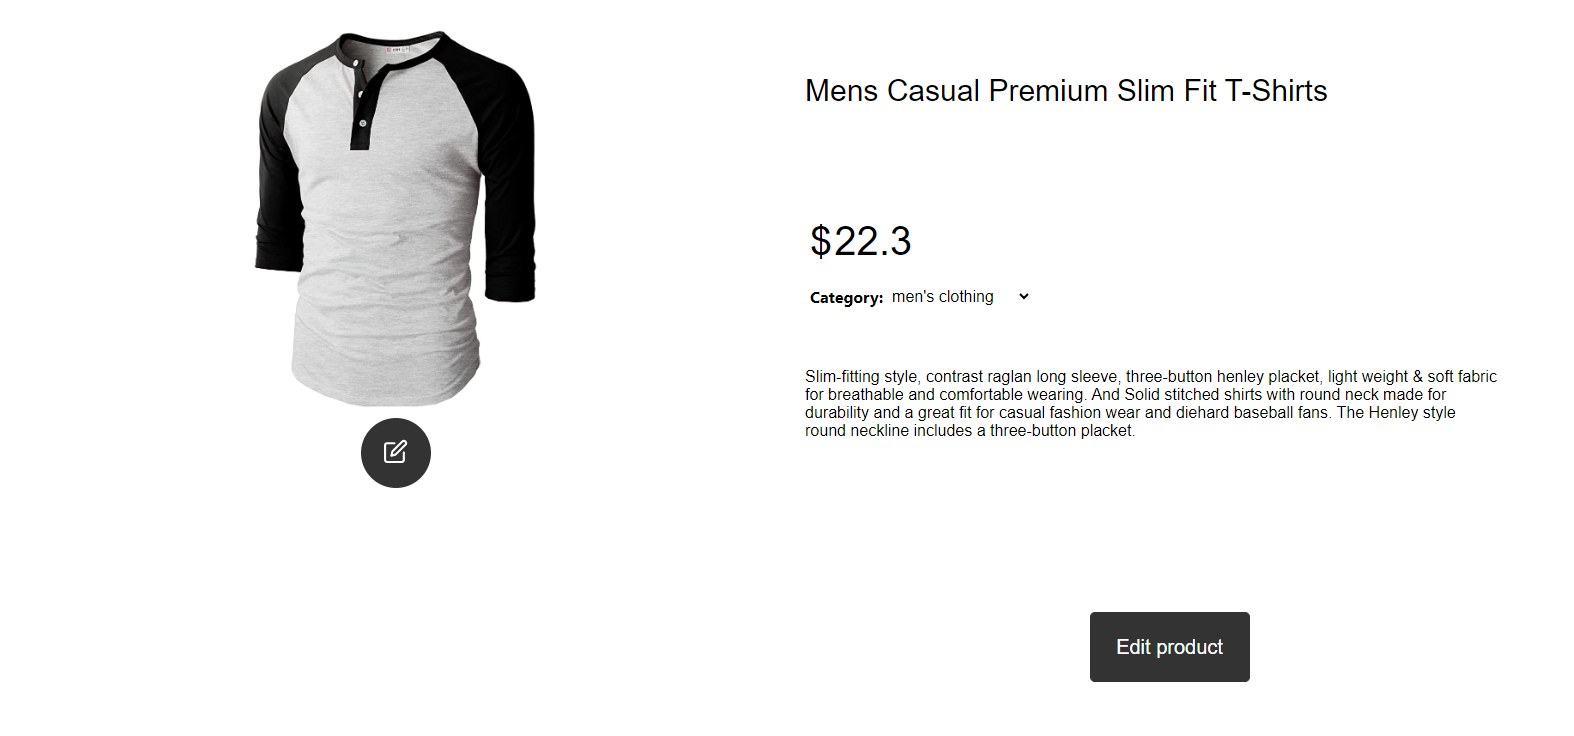 Mens Casual Premium Slim Fit T-Shirts
$22.3
Category: men's clothing
Slim-fitting style, contrast raglan long sleeve, three-button henley placket, light weight & soft fabric
for breathable and comfortable wearing. And Solid stitched shirts with round neck made for
durability and a great fit for casual fashion wear and diehard baseball fans. The Henley style
round neckline includes a three-button placket.
Edit product